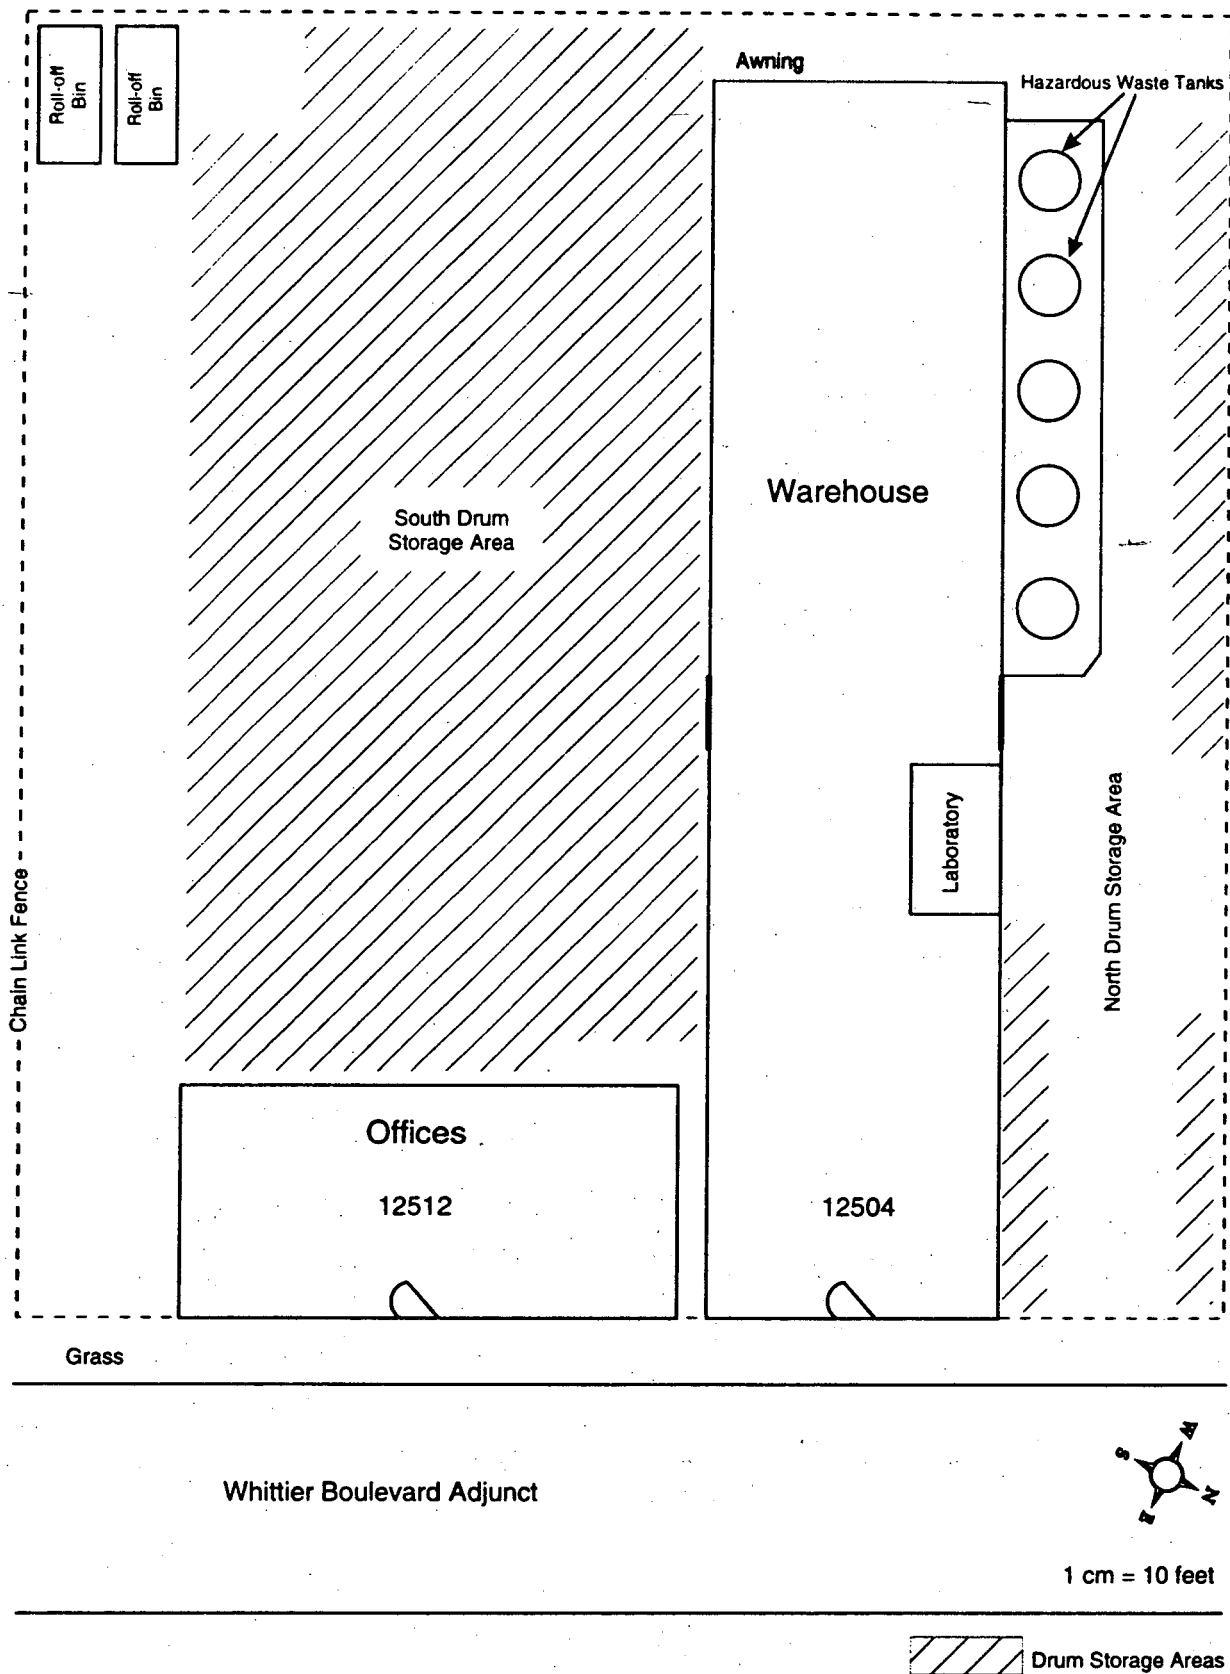 Awning
Roll-off
Bin
Roll-off
Bin
Hazardous Waste Tanks
Warehouse
South Drum
Storage Area
Laboratory
North Drum Storage Area
Chain Link Fence
Offices
12512
12504
Grass
Whittier Boulevard Adjunct
W
S
N
E
1 cm = 10 feet
Drum Storage Areas